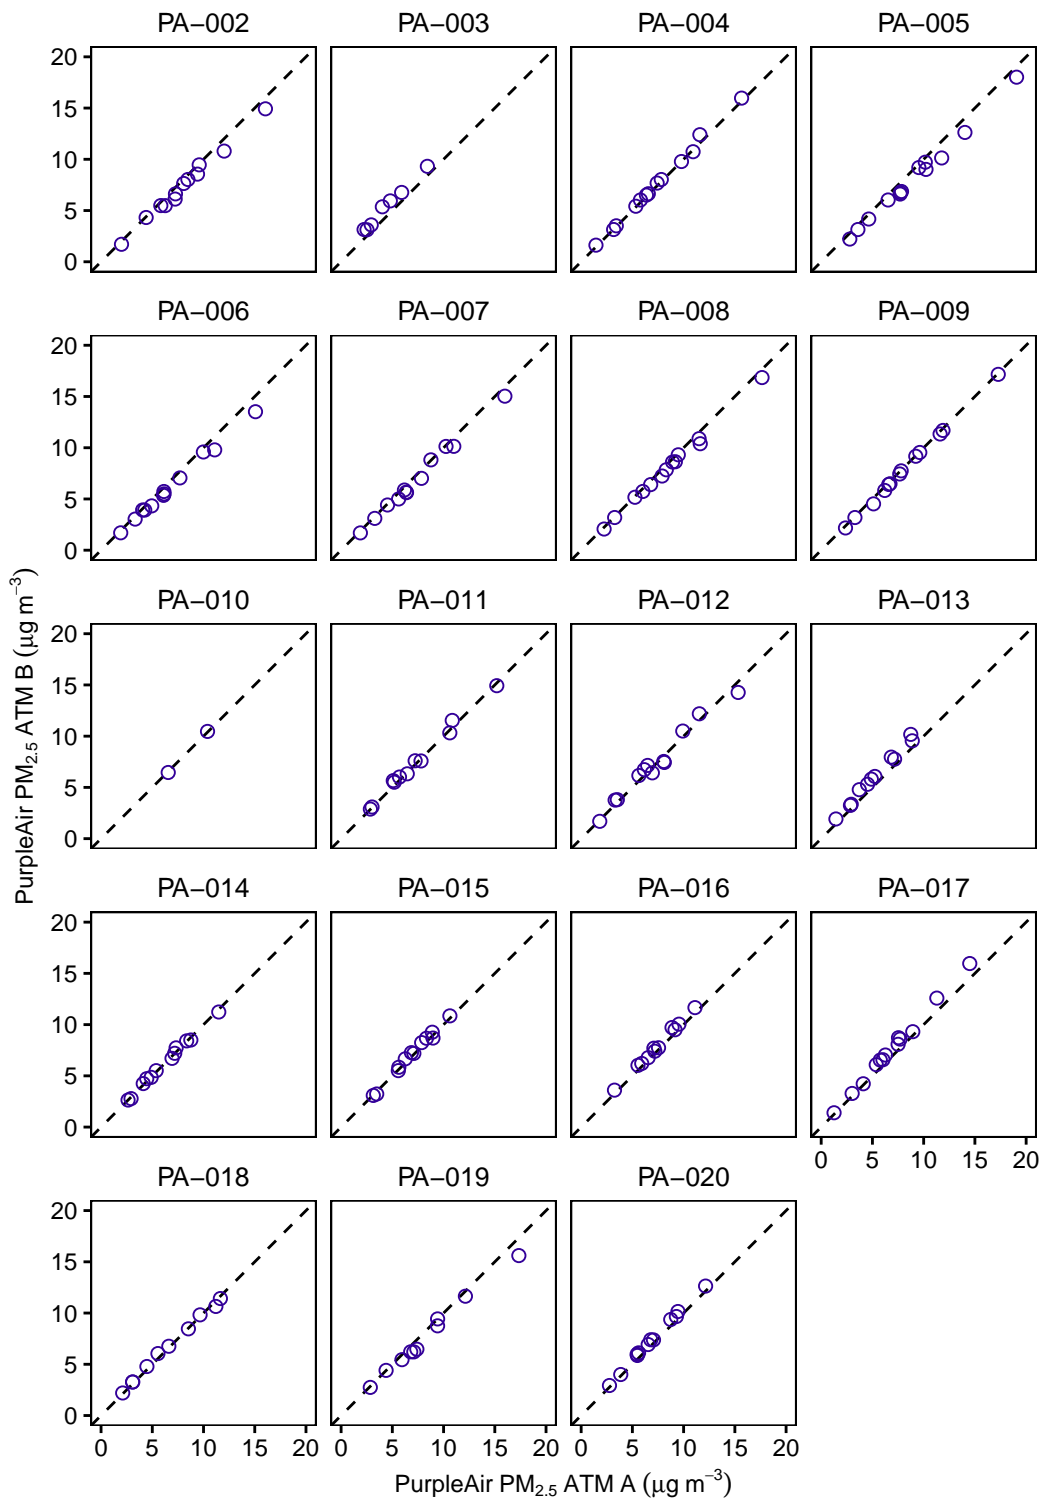 PA−002 PA−003 PA−004 PA−005
20
15
10
5
0
PA−006 PA−007 PA−008 PA−009
20
15
10
5
0
PurpleAir PM2.5 ATM B (μg m−3)
PA−010 PA−011 PA−012 PA−013
20
15
10
5
0
PA−014 PA−015 PA−016 PA−017
20
15
10
5
0
0 5 10 15 20
PA−018 PA−019 PA−020
20
15
10
5
0
0 5 10 15 20 0 5 10 15 20 0 5 10 15 20
PurpleAir PM2.5 ATM A (μg m−3)